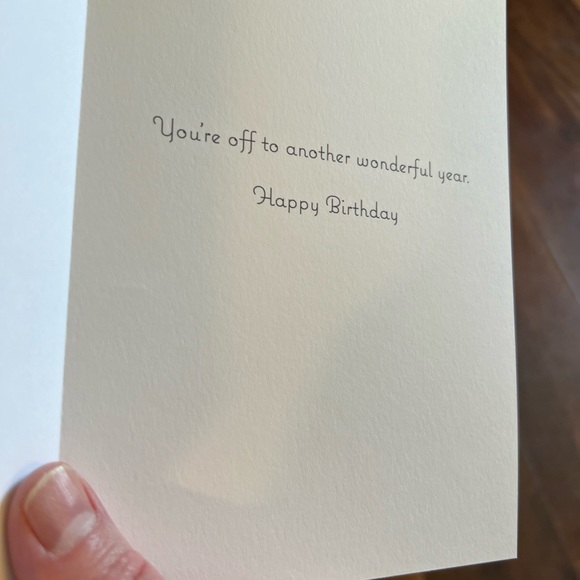 You're off to another wonderful year.
Happy Birthday